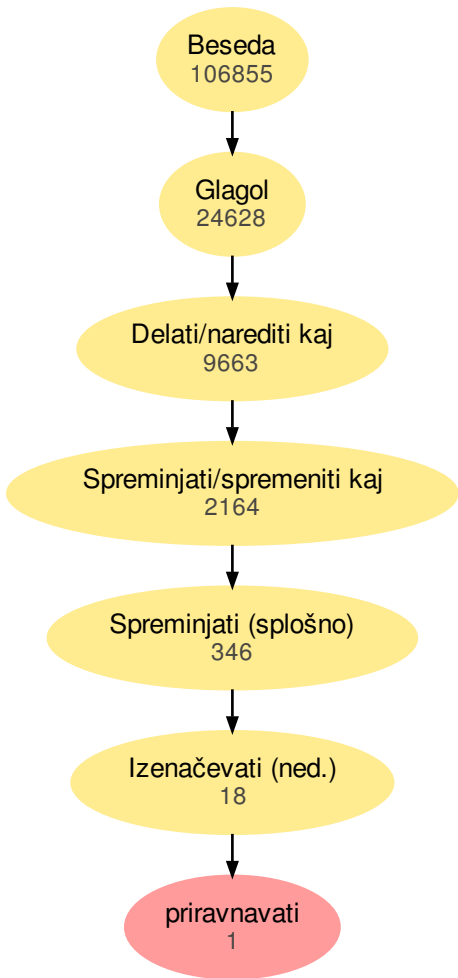 Beseda
106855
Glagol
24628
Delati/narediti kaj
9663
Spreminjati/spremeniti kaj
2164
Spreminjati (splošno)
346
Izenačevati (ned.)
18
priravnavati
1